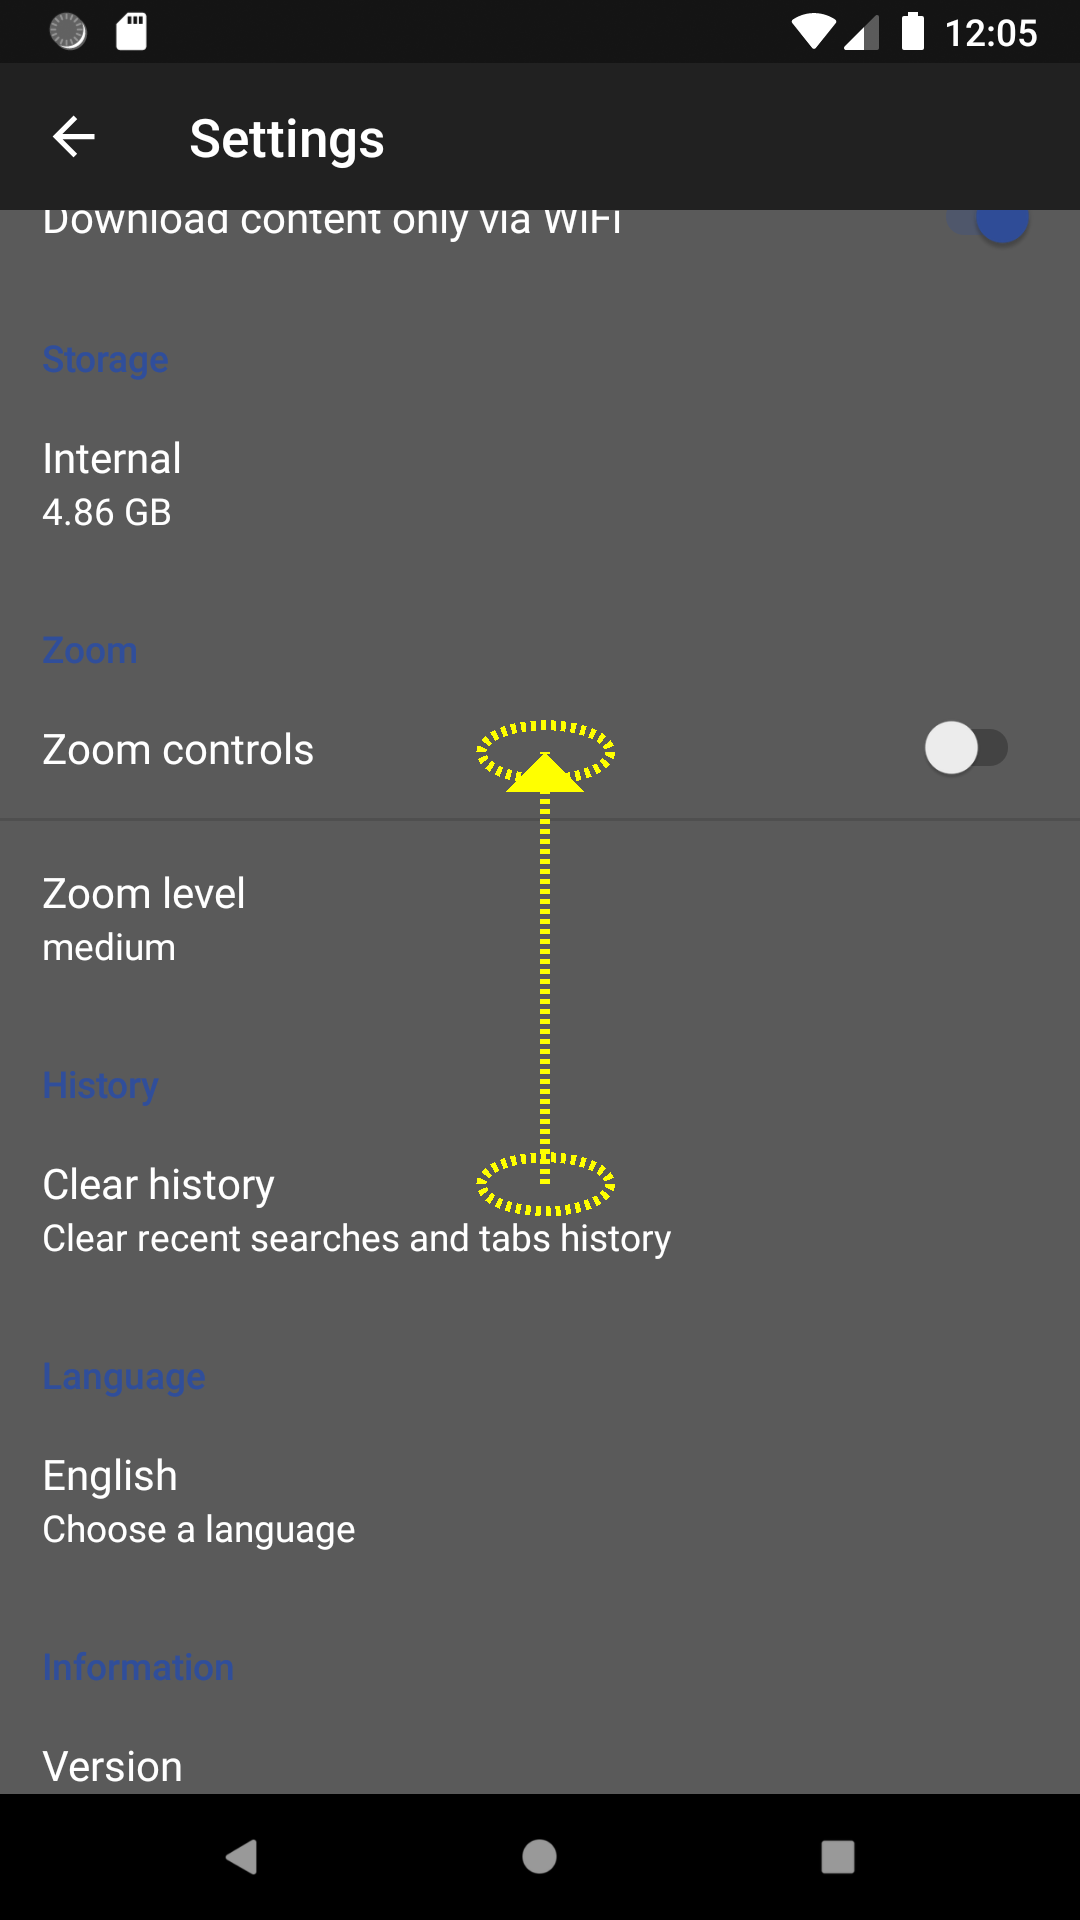 12:05
Settings
Download content only via WiFi
Storage
Internal
4.86 GB
Zoom
Zoom controls
Zoom level
medium
History
Clear history
Clear recent searches and tabs history
Language
English
Choose a language
Information
Version